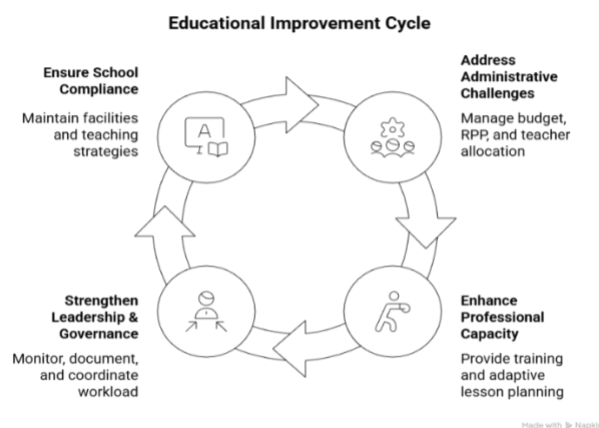 Educational Improvement Cycle
Ensure School
Compliance
Maintain facilities
and teaching
strategies
A
Address
Administrative
Challenges
Manage budget,
RPP, and teacher
allocation
Strengthen
Leadership &
Governance
Monitor, document,
and coordinate
workload
Enhance
Professional
Capacity
Provide training
and adaptive
lesson planning
Made with